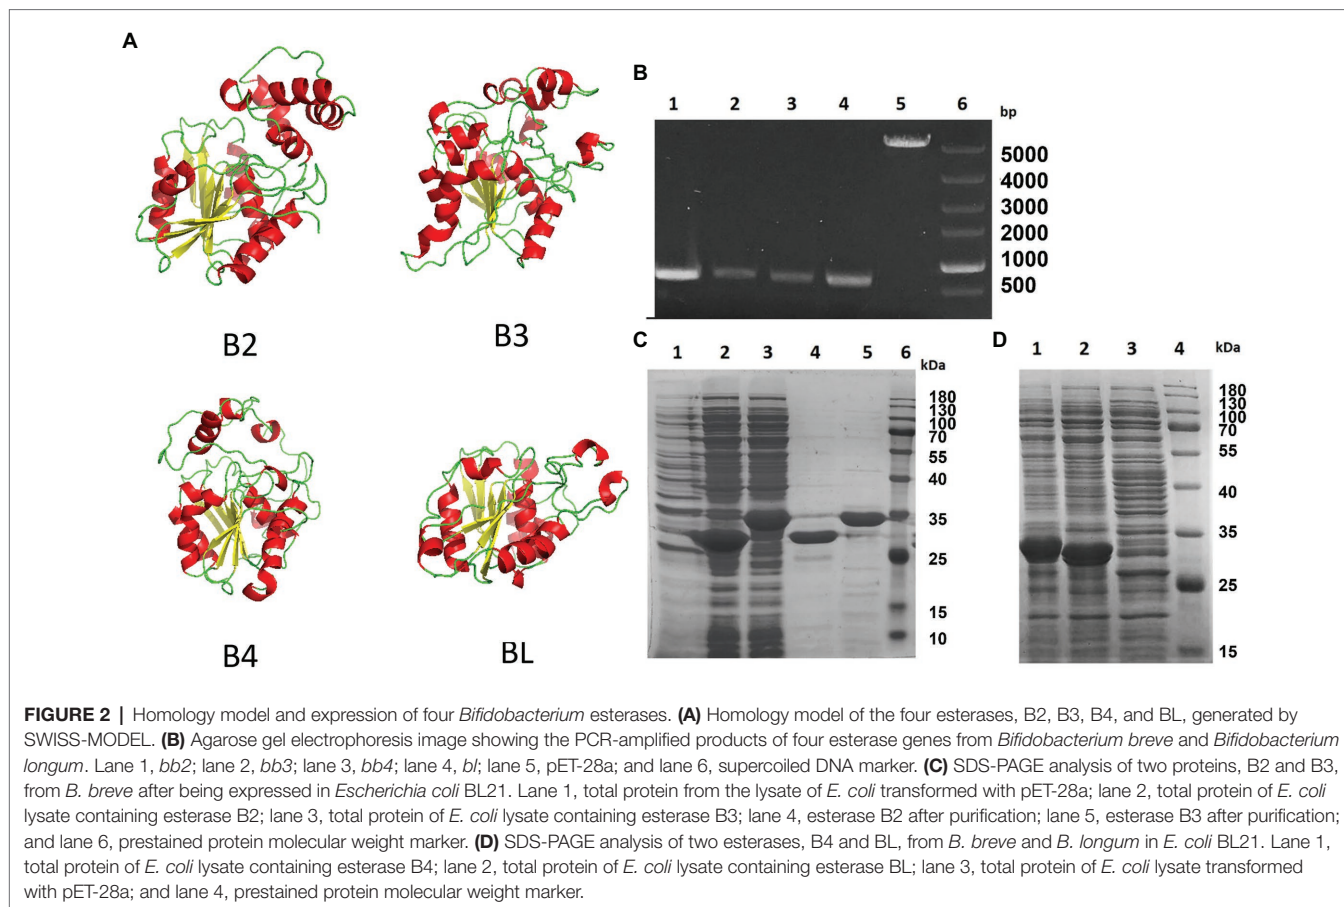 A
B2
B3
B4
BL
B
1 2 3 4 5 6 bp
5000
4000
3000
2000
1000
500
C
1 2 3 4 5 6
kDa
180
130
100
70
55
40
35
25
15
10
D
1 2 3 4 kDa
180
130
100
70
55
40
35
25
15
FIGURE 2 | Homology model and expression of four Bifidobacterium esterases. (A) Homology model of the four esterases, B2, B3, B4, and BL, generated by
SWISS-MODEL. (B) Agarose gel electrophoresis image showing the PCR-amplified products of four esterase genes from Bifidobacterium breve and Bifidobacterium
longum. Lane 1, bb2; lane 2, bb3; lane 3, bb4; lane 4, bl; lane 5, pET-28a; and lane 6, supercoiled DNA marker. (C) SDS-PAGE analysis of two proteins, B2 and B3,
from B. breve after being expressed in Escherichia coli BL21. Lane 1, total protein from the lysate of E. coli transformed with pET-28a; lane 2, total protein of E. coli
lysate containing esterase B2; lane 3, total protein of E. coli lysate containing esterase B3; lane 4, esterase B2 after purification; lane 5, esterase B3 after purification;
and lane 6, prestained protein molecular weight marker. (D) SDS-PAGE analysis of two esterases, B4 and BL, from B. breve and B. longum in E. coli BL21. Lane 1,
total protein of E. coli lysate containing esterase B4; lane 2, total protein of E. coli lysate containing esterase BL; lane 3, total protein of E. coli lysate transformed
with pET-28a; and lane 4, prestained protein molecular weight marker.